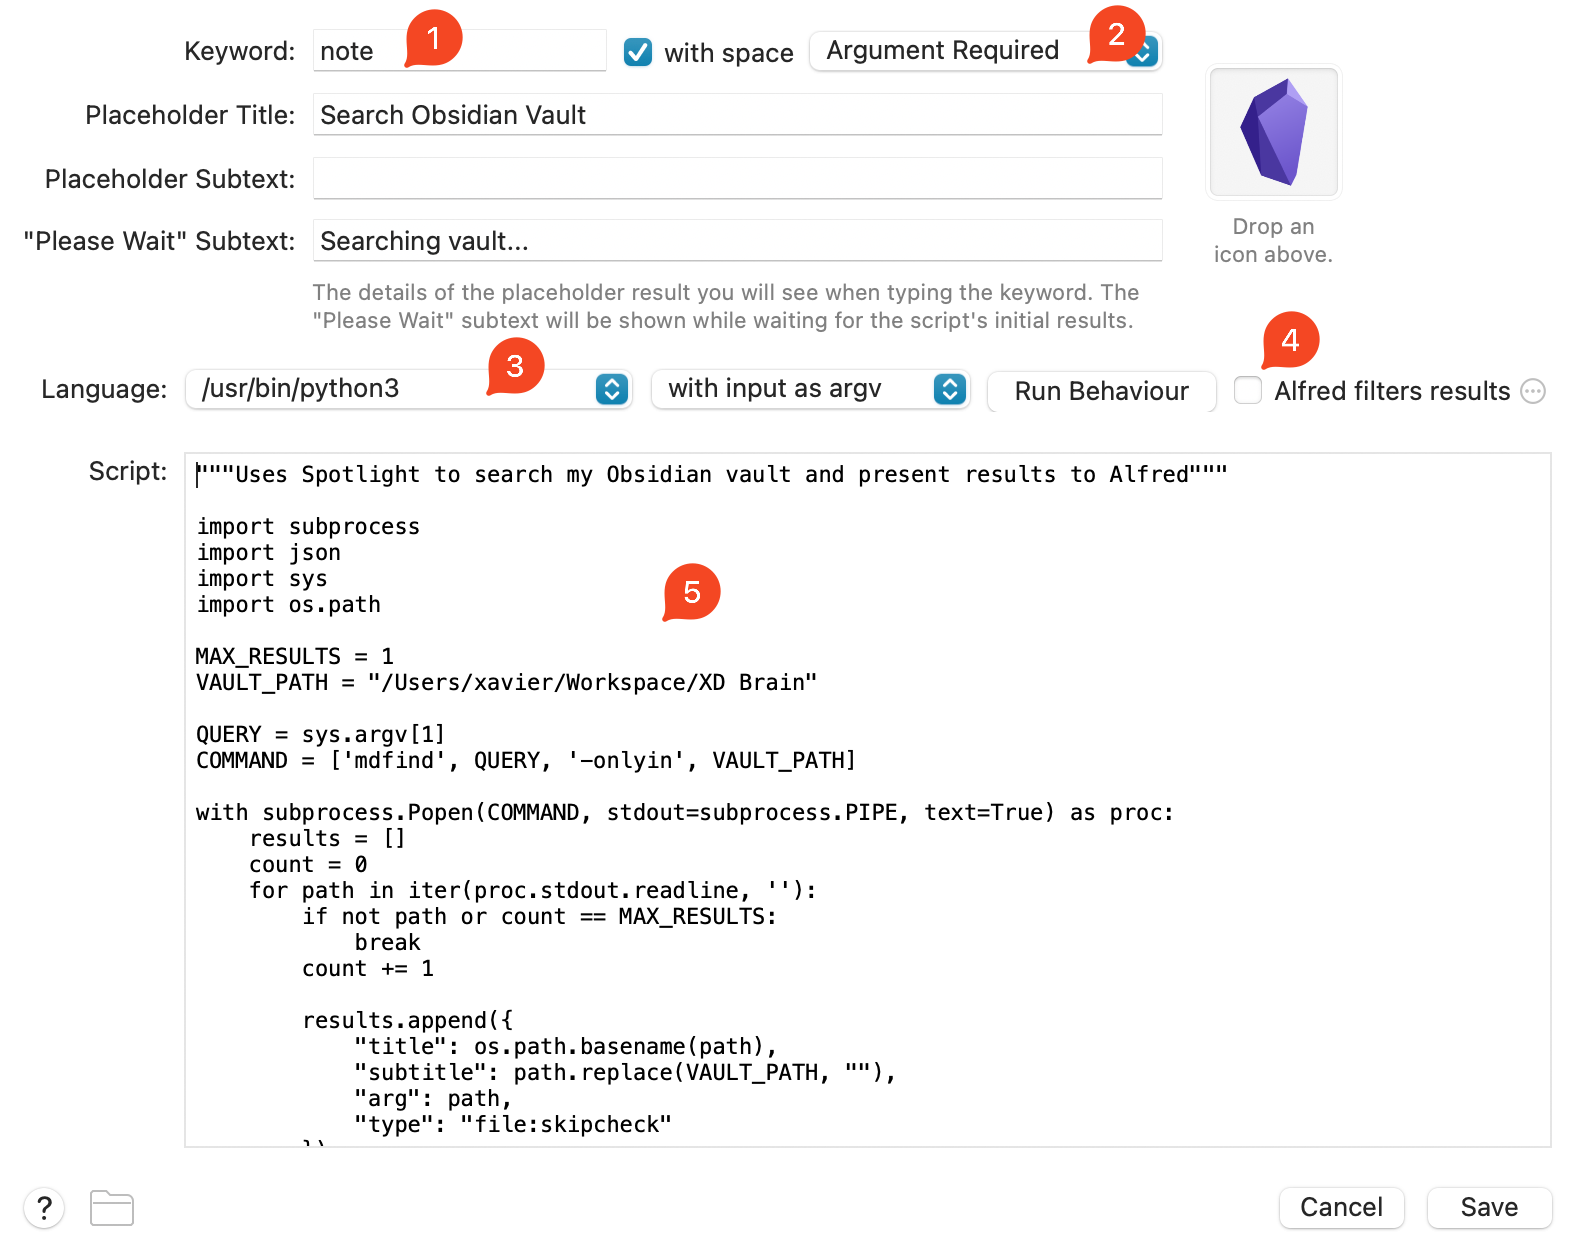 Keyword: note 1 with space Argument Required 2
Placeholder Title: Search Obsidian Vault
Placeholder Subtext:
"Please Wait" Subtext: Searching vault...
Drop an
icon above.
The details of the placeholder result you will see when typing the keyword. The
"Please Wait" subtext will be shown while waiting for the script's initial results.
Language: /usr/bin/python3 3 with input as argv Run Behaviour 4 Alfred filters results
Script:
"""Uses Spotlight to search my Obsidian vault and present results to Alfred"""
import subprocess
import json
import sys
import os.path
5
MAX_RESULTS = 1
VAULT_PATH = "/Users/xavier/Workspace/XD Brain"
QUERY = sys.argv[1]
COMMAND = ['mdfind', QUERY, '-onlyin', VAULT_PATH]
with subprocess.Popen(COMMAND, stdout=subprocess.PIPE, text=True) as proc:
    results = []
    count = 0
    for path in iter(proc.stdout.readline, ''):
        if not path or count == MAX_RESULTS:
            break
        count += 1
        results.append({
            "title": os.path.basename(path),
            "subtitle": path.replace(VAULT_PATH, ""),
            "arg": path,
            "type": "file:skipcheck"
? Cancel Save